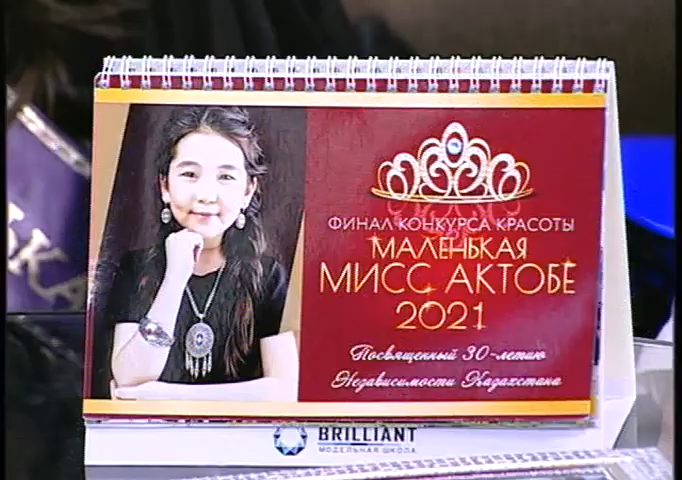 ФИНАЛ КОНКУРСА КРАСОТЫ
МАЛЕНЬКАЯ
МИСС АКТОБЕ
2021
Посвященный 30-летию
Независимости Казахстана
BRILLIANT
МОДЕЛЬНАЯ ШКОЛА